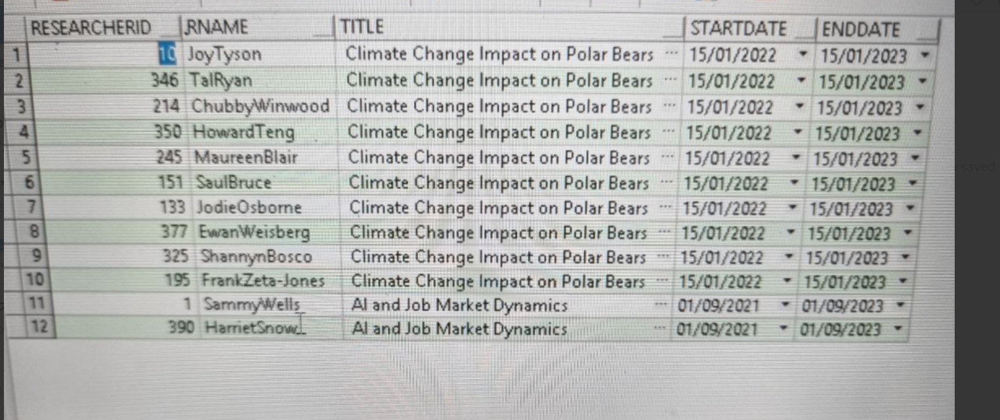 RESEARCHERID RNAME TITLE STARTDATE ENDDATE
1 10 JoyTyson Climate Change Impact on Polar Bears ... 15/01/2022 15/01/2023
2 346 TalRyan Climate Change Impact on Polar Bears ... 15/01/2022 15/01/2023
3 214 ChubbyWinwood Climate Change Impact on Polar Bears ... 15/01/2022 15/01/2023
4 350 HowardTeng Climate Change Impact on Polar Bears ... 15/01/2022 15/01/2023
5 245 MaureenBlair Climate Change Impact on Polar Bears ... 15/01/2022 15/01/2023
6 151 SaulBruce Climate Change Impact on Polar Bears ... 15/01/2022 15/01/2023
7 133 JodieOsborne Climate Change Impact on Polar Bears ... 15/01/2022 15/01/2023
8 377 EwanWeisberg Climate Change Impact on Polar Bears ... 15/01/2022 15/01/2023
9 325 ShannynBosco Climate Change Impact on Polar Bears ... 15/01/2022 15/01/2023
10 195 FrankZeta-Jones Climate Change Impact on Polar Bears ... 15/01/2022 15/01/2023
11 1 SammyWells AI and Job Market Dynamics ... 01/09/2021 01/09/2023
12 390 HarrietSnow AI and Job Market Dynamics ... 01/09/2021 01/09/2023
saved